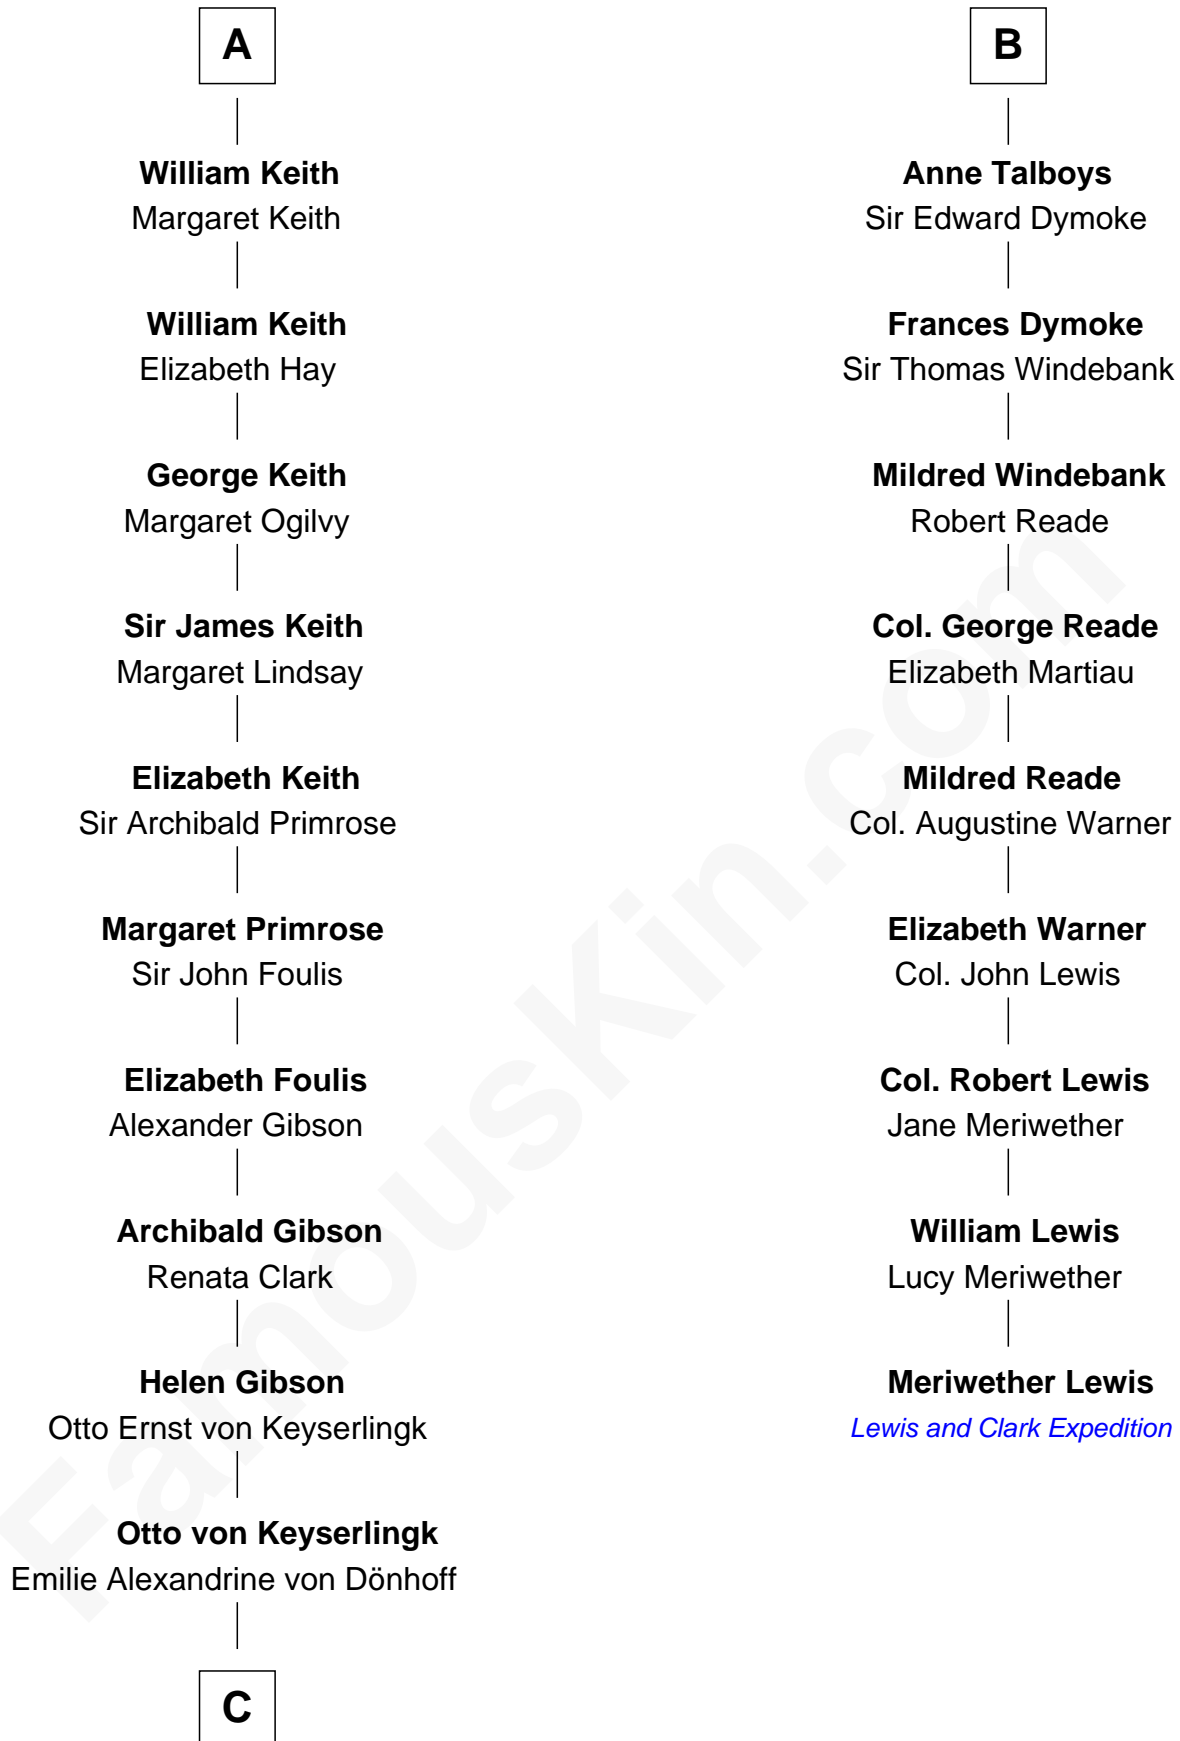 A
William Keith
Margaret Keith
William Keith
Elizabeth Hay
George Keith
Margaret Ogilvy
Sir James Keith
Margaret Lindsay
Elizabeth Keith
Sir Archibald Primrose
Margaret Primrose
Sir John Foulis
Elizabeth Foulis
Alexander Gibson
Archibald Gibson
Renata Clark
Helen Gibson
Otto Ernst von Keyserlingk
Otto von Keyserlingk
Emilie Alexandrine von Dönhoff
C
B
Anne Talboys
Sir Edward Dymoke
Frances Dymoke
Sir Thomas Windebank
Mildred Windebank
Robert Reade
Col. George Reade
Elizabeth Martiau
Mildred Reade
Col. Augustine Warner
Elizabeth Warner
Col. John Lewis
Col. Robert Lewis
Jane Meriwether
William Lewis
Lucy Meriwether
Meriwether Lewis
Lewis and Clark Expedition
FamousKin.com